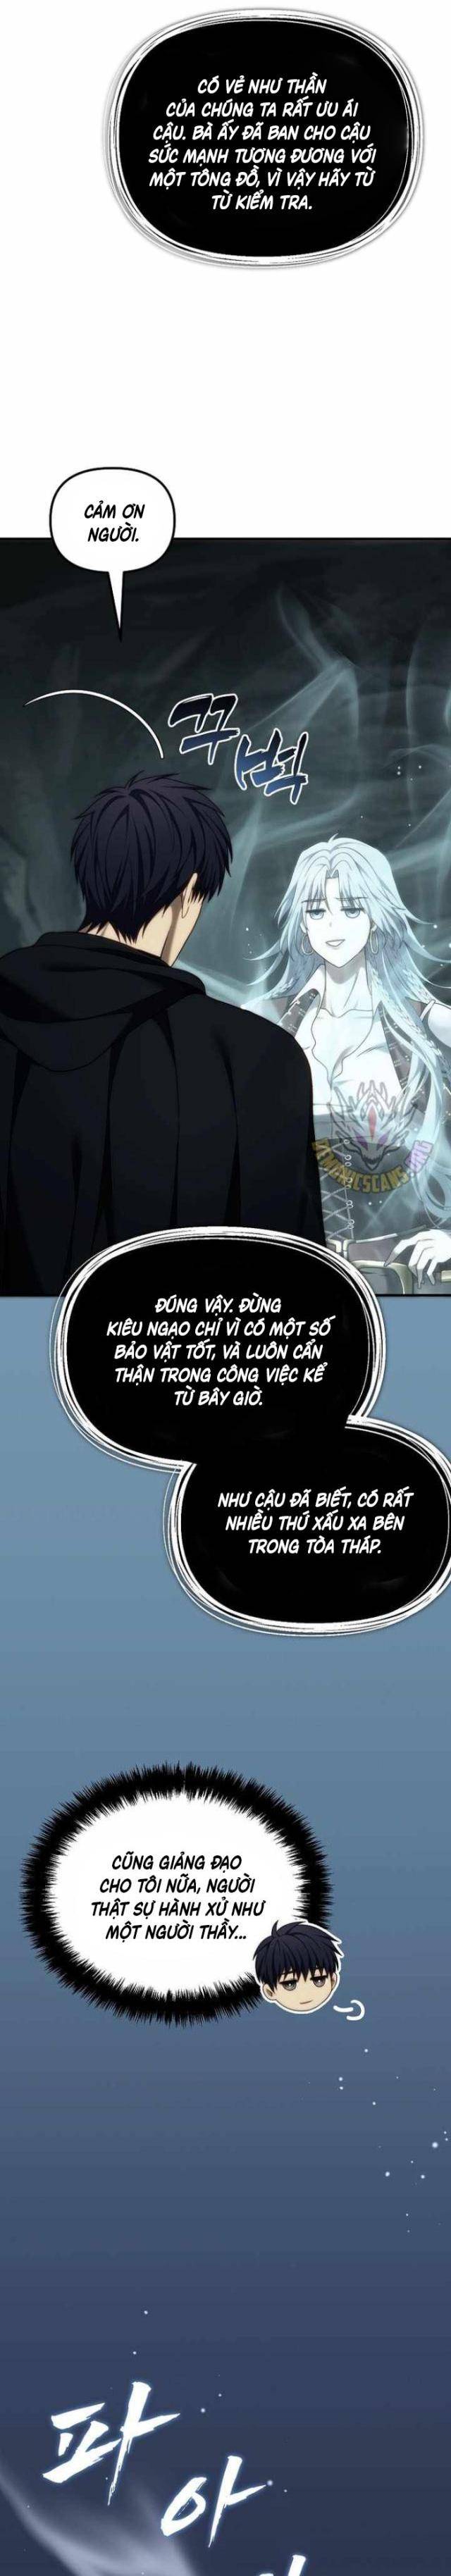 CÓ VẺ NHƯ THẦN
CỦA CHÚNG TA RẤT ƯU ÁI
CẬU. BÀ ẤY ĐÃ BAN CHO CẬU
SỨC MẠNH TƯƠNG ĐƯƠNG VỚI
MỘT TÔNG ĐỒ, VÌ VẬY HÃY TỪ
TỪ KIỂM TRA.
CẢM ƠN
NGƯỜI.
꾸벅
DEMONICSCANS.ORG
ĐÚNG VẬY. ĐỪNG
KIÊU NGẠO CHỈ VÌ CÓ MỘT SỐ
BẢO VẬT TỐT, VÀ LUÔN CẨN
THẬN TRONG CÔNG VIỆC KỂ
TỪ BÂY GIỜ.
NHƯ CẬU ĐÃ BIẾT, CÓ RẤT
NHIỀU THỨ XẤU XA BÊN
TRONG TÒA THÁP.
CŨNG GIẢNG ĐẠO
CHO TÔI NỮA, NGƯỜI
THẬT SỰ HÀNH XỬ NHƯ
MỘT NGƯỜI THẦY...
파
아